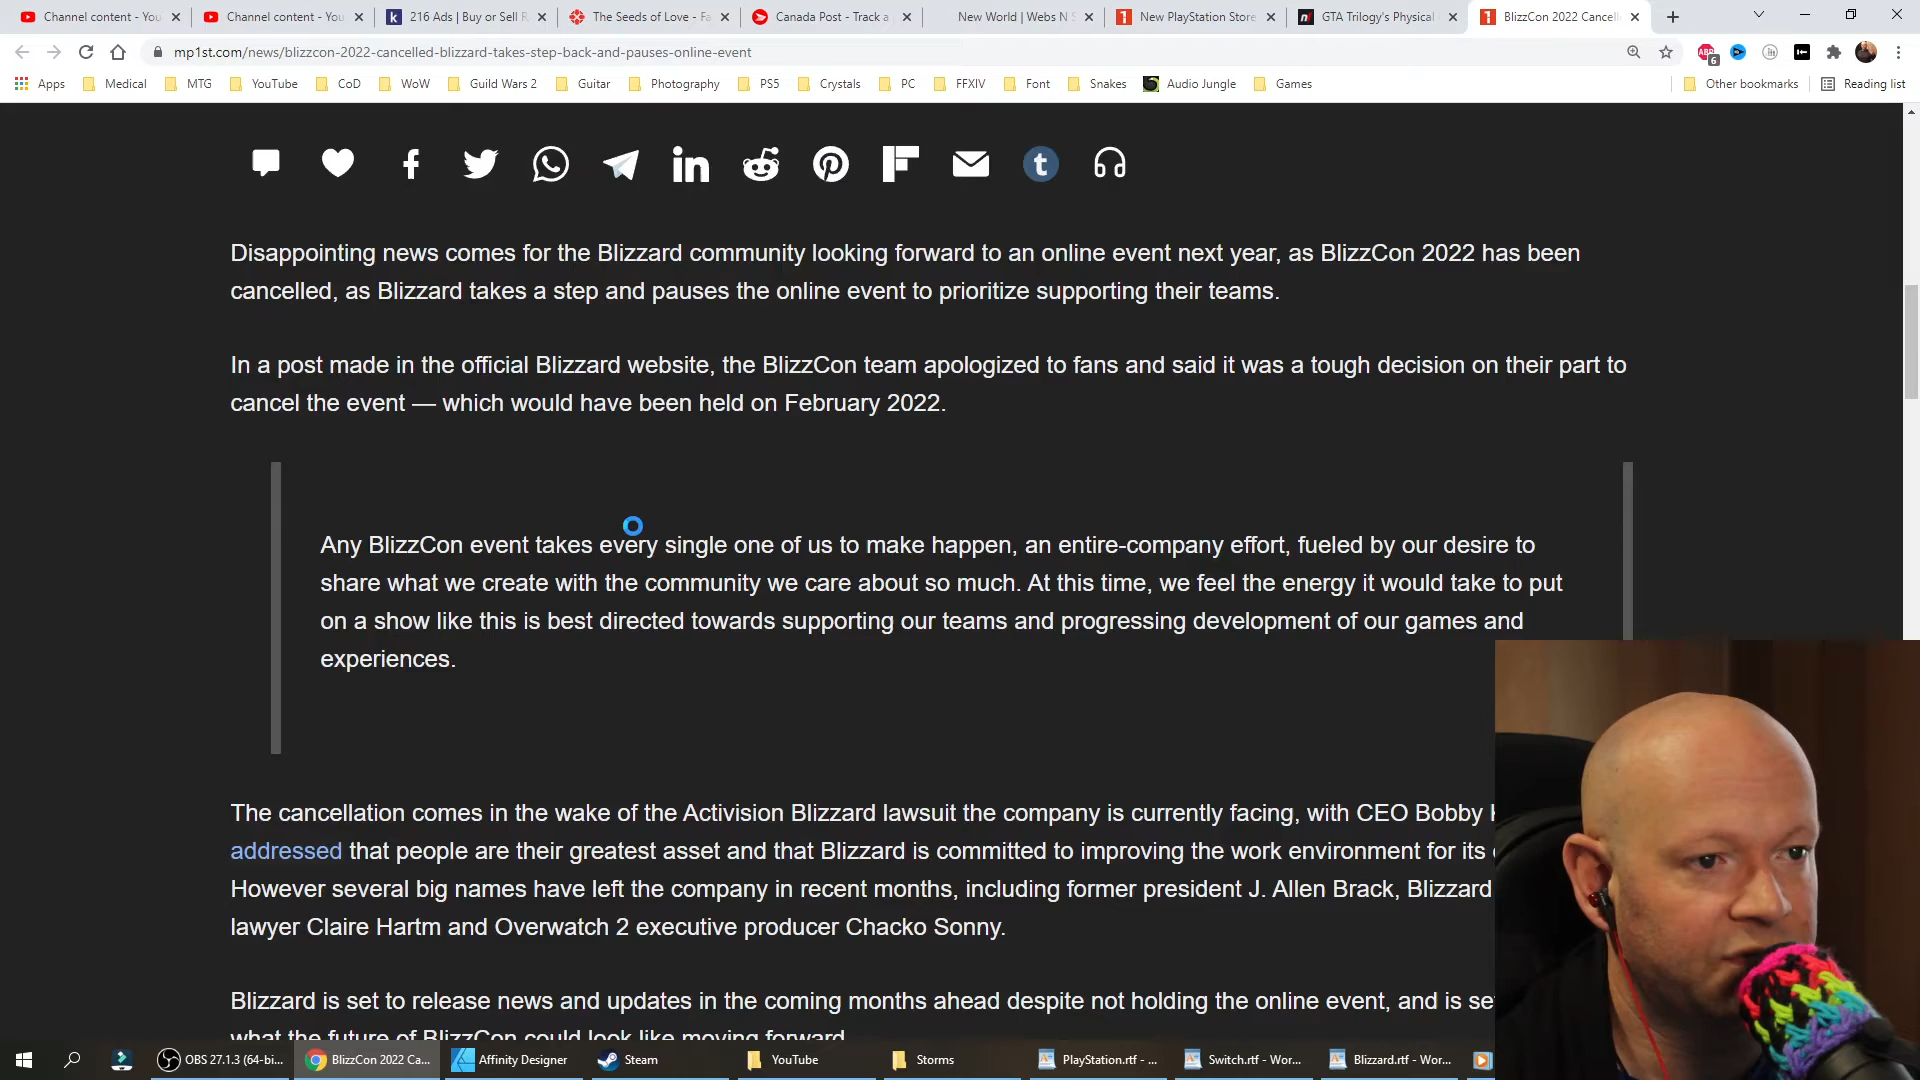 Channel content - You
Channel content - You
216 Ads | Buy or Sell R
The Seeds of Love - Fa
Canada Post - Track a
New World | Webs N S
New PlayStation Store
GTA Trilogy's Physical
BlizzCon 2022 Cancell
mp1st.com/news/blizzcon-2022-cancelled-blizzard-takes-step-back-and-pauses-online-event
Apps
Medical
MTG
YouTube
CoD
WoW
Guild Wars 2
Guitar
Photography
PS5
Crystals
PC
FFXIV
Font
Snakes
Audio Jungle
Games
Other bookmarks
Reading list
Disappointing news comes for the Blizzard community looking forward to an online event next year, as BlizzCon 2022 has been
cancelled, as Blizzard takes a step and pauses the online event to prioritize supporting their teams.
In a post made in the official Blizzard website, the BlizzCon team apologized to fans and said it was a tough decision on their part to
cancel the event — which would have been held on February 2022.
Any BlizzCon event takes every single one of us to make happen, an entire-company effort, fueled by our desire to
share what we create with the community we care about so much. At this time, we feel the energy it would take to put
on a show like this is best directed towards supporting our teams and progressing development of our games and
experiences.
The cancellation comes in the wake of the Activision Blizzard lawsuit the company is currently facing, with CEO Bobby
addressed that people are their greatest asset and that Blizzard is committed to improving the work environment for its
However several big names have left the company in recent months, including former president J. Allen Brack, Blizzard
lawyer Claire Hartm and Overwatch 2 executive producer Chacko Sonny.
Blizzard is set to release news and updates in the coming months ahead despite not holding the online event, and is se
what the future of BlizzCon could look like moving forward
OBS 27.1.3 (64-bi...
BlizzCon 2022 Ca...
Affinity Designer
Steam
YouTube
Storms
PlayStation.rtf - ...
Switch.rtf - Wor...
Blizzard.rtf - Wor...